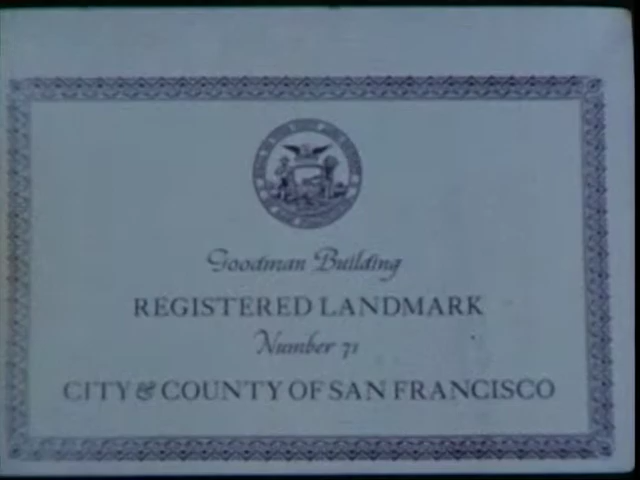 Goodman Building
REGISTERED LANDMARK
Number 71
CITY & COUNTY OF SAN FRANCISCO